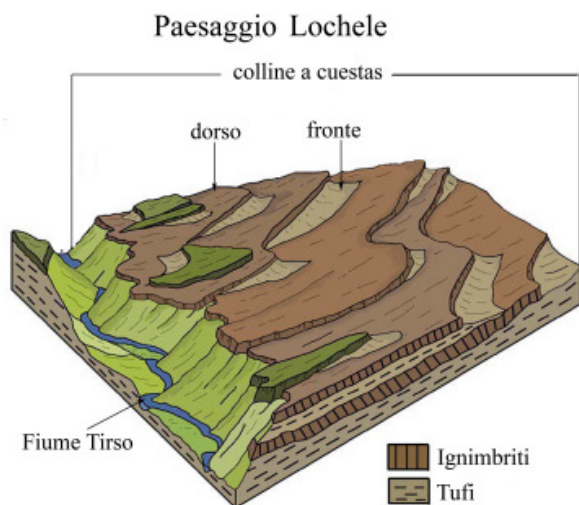 Paesaggio Lochele
colline a cuestas
dorso
fronte
Fiume Tirso
Ignimbriti
Tufi